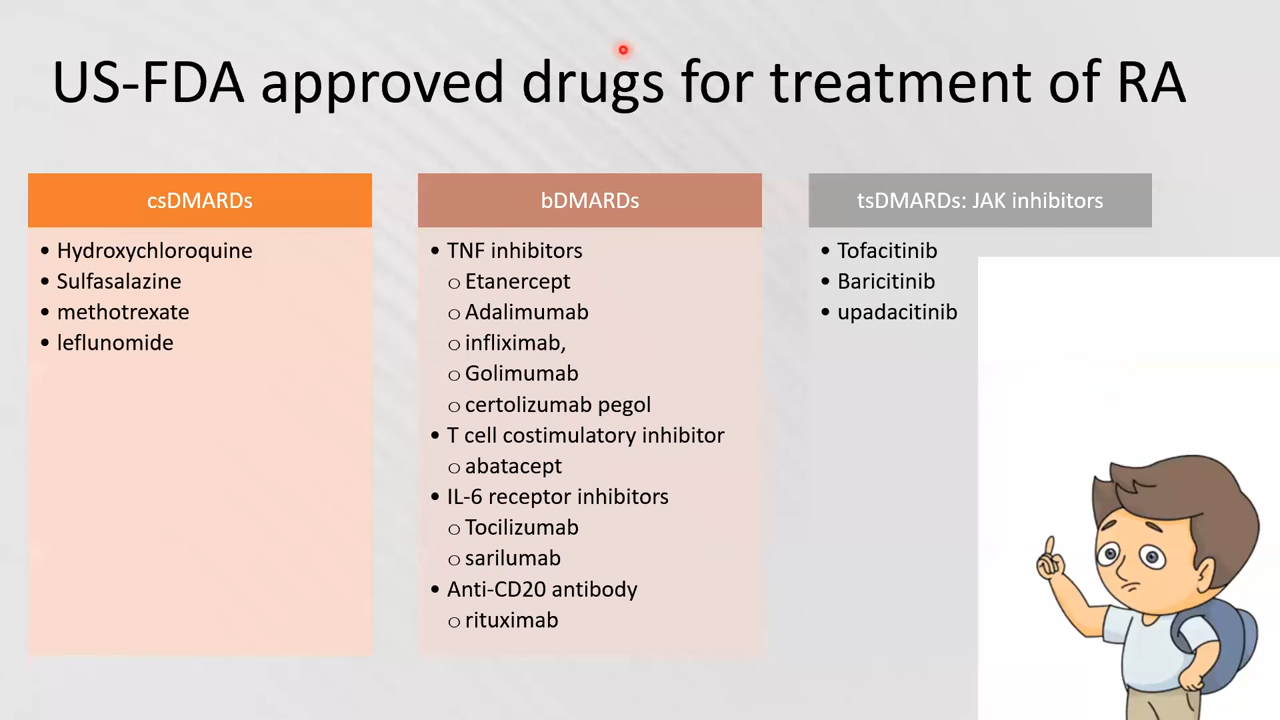 US-FDA approved drugs for treatment of RA
csDMARDs
• Hydroxychloroquine
• Sulfasalazine
• methotrexate
• leflunomide
bDMARDs
• TNF inhibitors
o Etanercept
o Adalimumab
o infliximab,
o Golimumab
o certolizumab pegol
• T cell costimulatory inhibitor
o abatacept
• IL-6 receptor inhibitors
o Tocilizumab
o sarilumab
• Anti-CD20 antibody
o rituximab
tsDMARDs: JAK inhibitors
• Tofacitinib
• Baricitinib
• upadacitinib